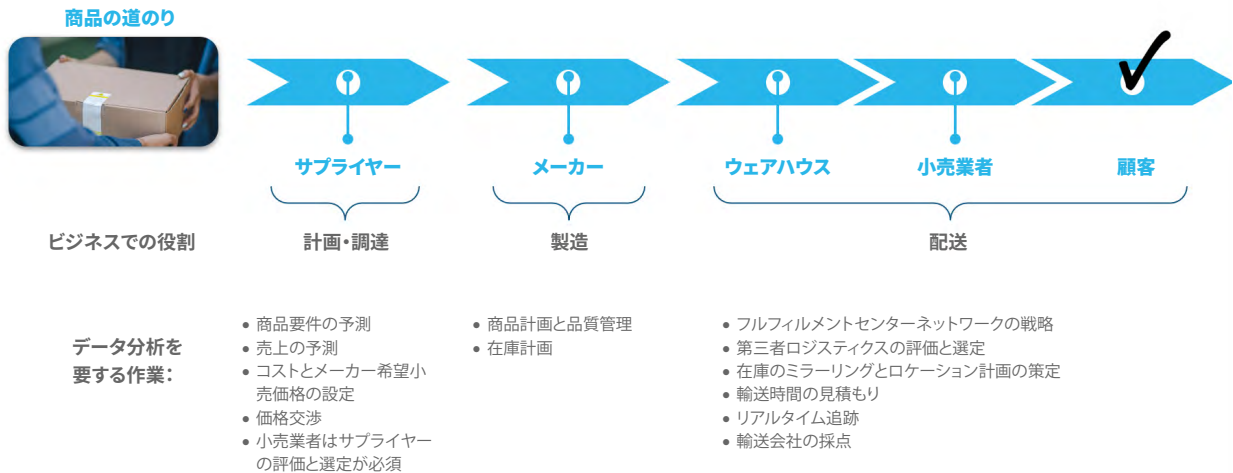 商品の道のり
サプライヤー
メーカー
ウェアハウス
小売業者
顧客
ビジネスでの役割
計画・調達
製造
配送
データ分析を
要する作業：
• 商品要件の予測
• 売上の予測
• コストとメーカー希望小
売価格の設定
• 価格交渉
• 小売業者はサプライヤー
の評価と選定が必須
• 商品計画と品質管理
• 在庫計画
• フルフィルメントセンターネットワークの戦略
• 第三者ロジスティクスの評価と選定
• 在庫のミラーリングとロケーション計画の策定
• 輸送時間の見積もり
• リアルタイム追跡
• 輸送会社の採点